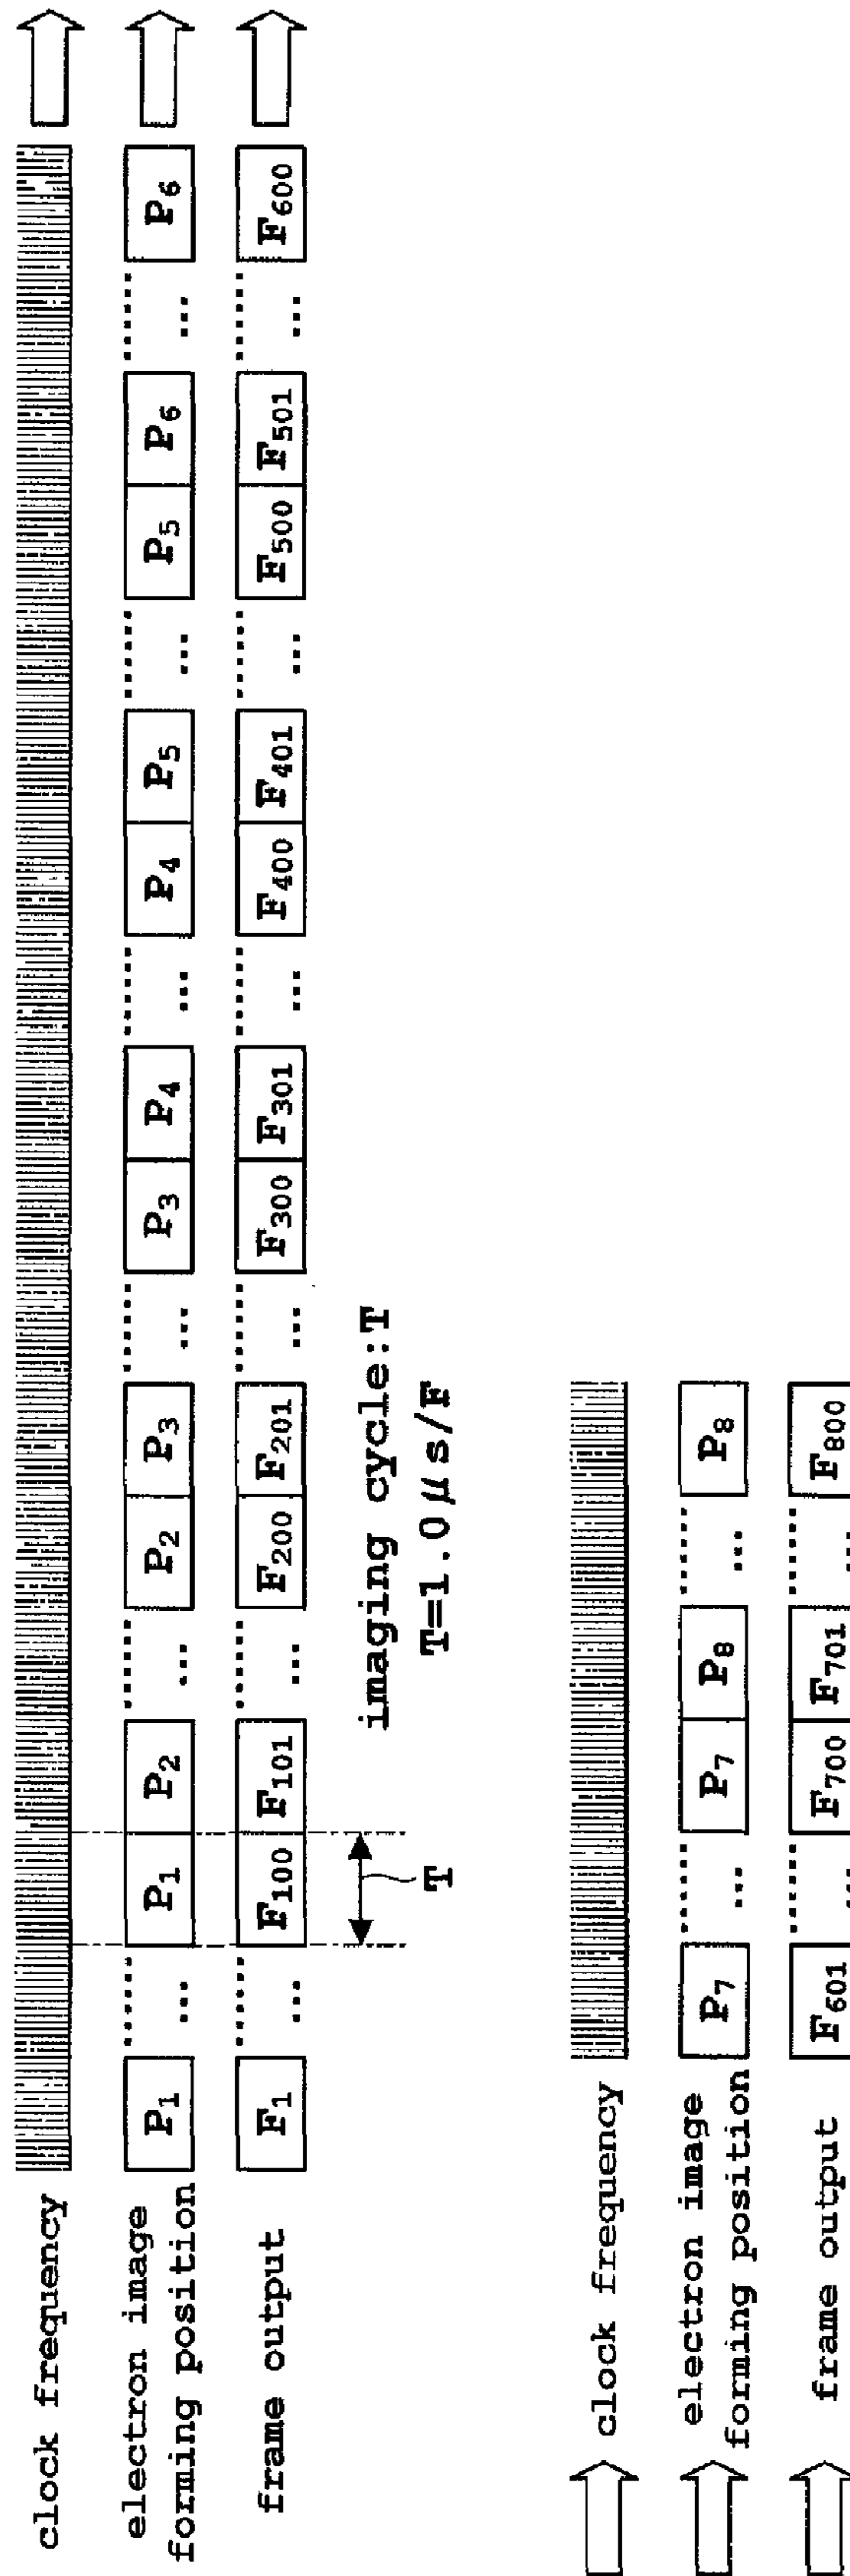 clock frequency
electron image
forming position
P1 ...... ... P1 P2 ...... ... P2 P3 ...... ... P3 P4 ...... ... P4 P5 ...... ... P5 P6 ...... ... P6
frame output
F1 ...... ... F100 F101 ...... ... F200 F201 ...... ... F300 F301 ...... ... F400 F401 ...... ... F500 F501 ...... ... F600
T
imaging cycle:T
T=1.0μs/F
clock frequency
electron image
forming position
P7 ...... ... P7 P8 ...... ... P8
frame output
F601 ...... ... F700 F701 ...... ... F800